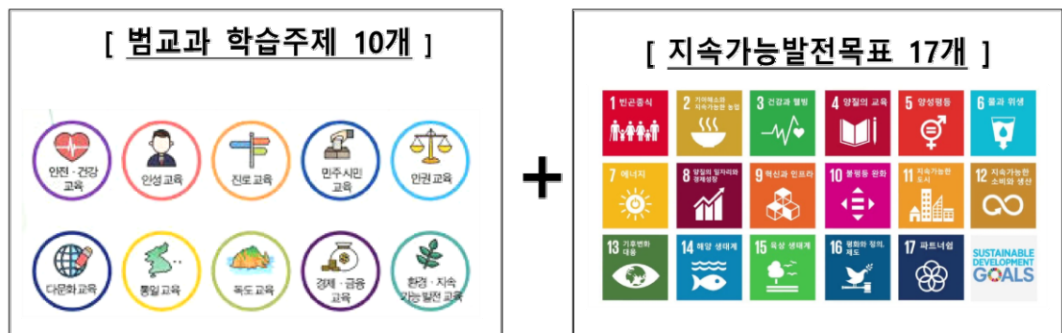 [ 범교과 학습주제 10개 ]
안전 · 건강
교육
인성 교육
진로 교육
민주 시민
교육
인권 교육
다문화 교육
통일 교육
독도 교육
경제 · 금융
교육
환경 · 지속
가능 발전 교육
+
[ 지속가능발전목표 17개 ]
1 빈곤종식
2 기아해소와
지속가능한 농업
3 건강과 웰빙
4 양질의 교육
5 성평등
6 물과 위생
7 에너지
8 양질의 일자리와
경제성장
9 혁신과 인프라
10 불평등 완화
11 지속가능한
도시
12 지속가능한
소비와 생산
13 기후변화
대응
14 해양 생태계
15 육상 생태계
16 평화와 정의,
제도
17 파트너십
SUSTAINABLE
DEVELOPMENT
GOALS